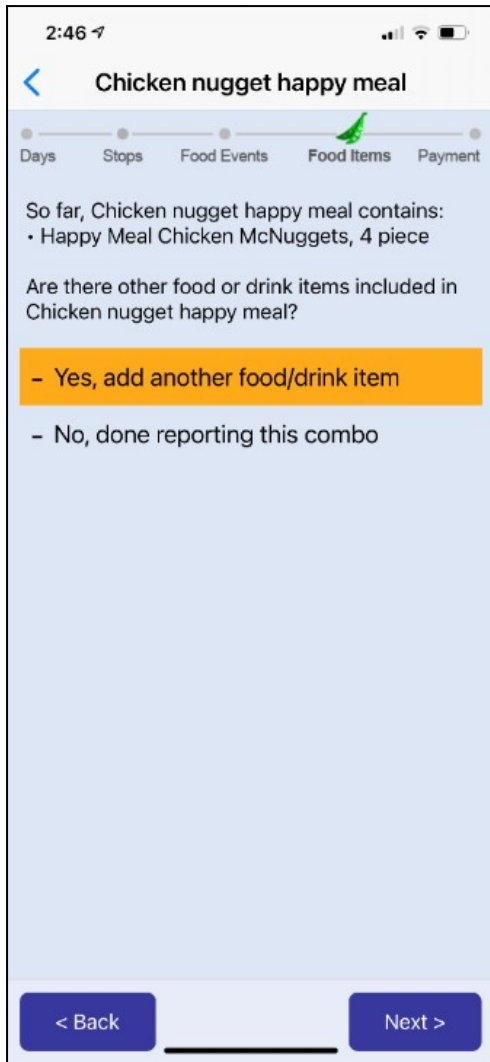 2:46
Chicken nugget happy meal
Days Stops Food Events Food Items Payment
So far, Chicken nugget happy meal contains:
• Happy Meal Chicken McNuggets, 4 piece
Are there other food or drink items included in
Chicken nugget happy meal?
– Yes, add another food/drink item
– No, done reporting this combo
< Back Next >